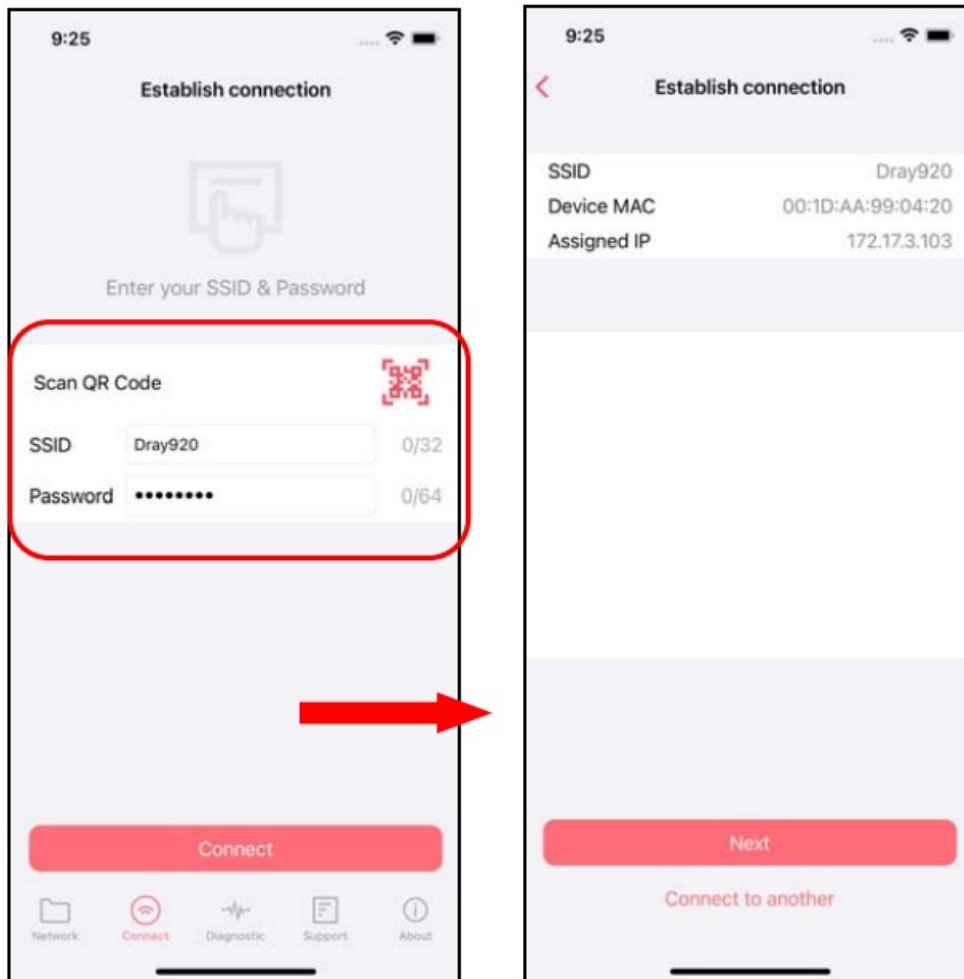 9:25
Establish connection
Enter your SSID & Password
Scan QR Code
SSID Dray920 0/32
Password •••••••• 0/64
Connect
Network Connect Diagnostic Support About
9:25
Establish connection
SSID Dray920
Device MAC 00:1D:AA:99:04:20
Assigned IP 172.17.3.103
Next
Connect to another